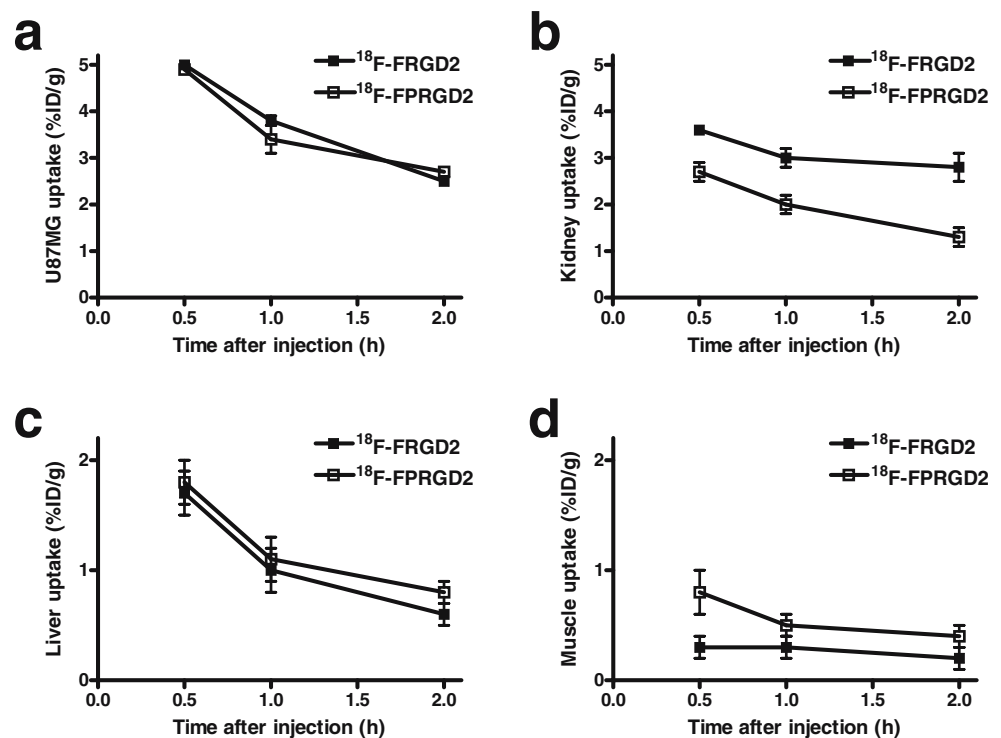 a
U87MG uptake (%ID/g)
5
4
3
2
1
0
0.0 0.5 1.0 1.5 2.0
Time after injection (h)
¹⁸F-FRGD2
¹⁸F-FPRGD2
b
Kidney uptake (%ID/g)
5
4
3
2
1
0
0.0 0.5 1.0 1.5 2.0
Time after injection (h)
¹⁸F-FRGD2
¹⁸F-FPRGD2
c
Liver uptake (%ID/g)
2
1
0
0.0 0.5 1.0 1.5 2.0
Time after injection (h)
¹⁸F-FRGD2
¹⁸F-FPRGD2
d
Muscle uptake (%ID/g)
2
1
0
0.0 0.5 1.0 1.5 2.0
Time after injection (h)
¹⁸F-FRGD2
¹⁸F-FPRGD2